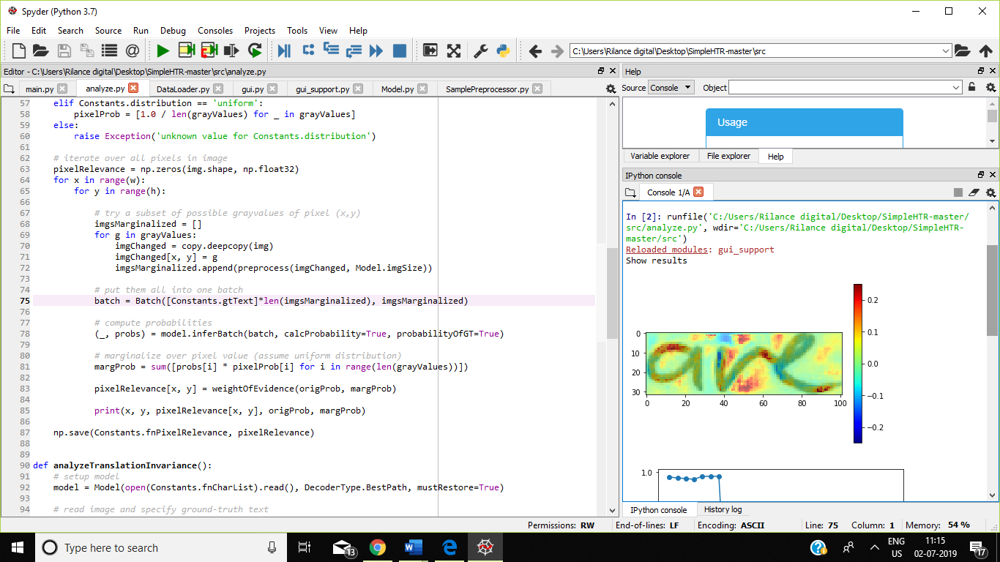 Spyder (Python 3.7)
File Edit Search Source Run Debug Consoles Projects Tools View Help
C:\Users\Rilance digital\Desktop\SimpleHTR-master\src
Editor - C:\Users\Rilance digital\Desktop\SimpleHTR-master\src\analyze.py
main.py analyze.py DataLoader.py gui.py gui_support.py Model.py SamplePreprocessor.py
57 elif Constants.distribution == 'uniform':
58 pixelProb = [1.0 / len(grayValues) for _ in grayValues]
59 else:
60 raise Exception('unknown value for Constants.distribution')
61
62 # iterate over all pixels in image
63 pixelRelevance = np.zeros(img.shape, np.float32)
64 for x in range(w):
65 for y in range(h):
66
67 # try a subset of possible grayvalues of pixel (x,y)
68 imgsMarginalized = []
69 for g in grayValues:
70 imgChanged = copy.deepcopy(img)
71 imgChanged[x, y] = g
72 imgsMarginalized.append(preprocess(imgChanged, Model.imgSize))
73
74 # put them all into one batch
75 batch = Batch([Constants.gtText]*len(imgsMarginalized), imgsMarginalized)
76
77 # compute probabilities
78 (_, probs) = model.inferBatch(batch, calcProbability=True, probabilityOfGT=True)
79
80 # marginalize over pixel value (assume uniform distribution)
81 margProb = sum([probs[i] * pixelProb[i] for i in range(len(grayValues))])
82
83 pixelRelevance[x, y] = weightOfEvidence(origProb, margProb)
84
85 print(x, y, pixelRelevance[x, y], origProb, margProb)
86
87 np.save(Constants.fnPixelRelevance, pixelRelevance)
88
89
90 def analyzeTranslationInvariance():
91 # setup model
92 model = Model(open(Constants.fnCharList).read(), DecoderType.BestPath, mustRestore=True)
93
94 # read image and specify ground-truth text
Help
Source Console Object
Usage
Variable explorer File explorer Help
IPython console
Console 1/A
In [2]: runfile('C:/Users/Rilance digital/Desktop/SimpleHTR-master/
src/analyze.py', wdir='C:/Users/Rilance digital/Desktop/SimpleHTR-
master/src')
Reloaded modules: gui_support
Show results
0.2
0.1
0.0
−0.1
−0.2
0
10
20
30
0 20 40 60 80 100
are
1.0
IPython console History log
Permissions: RW End-of-lines: LF Encoding: ASCII Line: 75 Column: 1 Memory: 54 %
Type here to search
13
ENG
US
11:15
02-07-2019
17